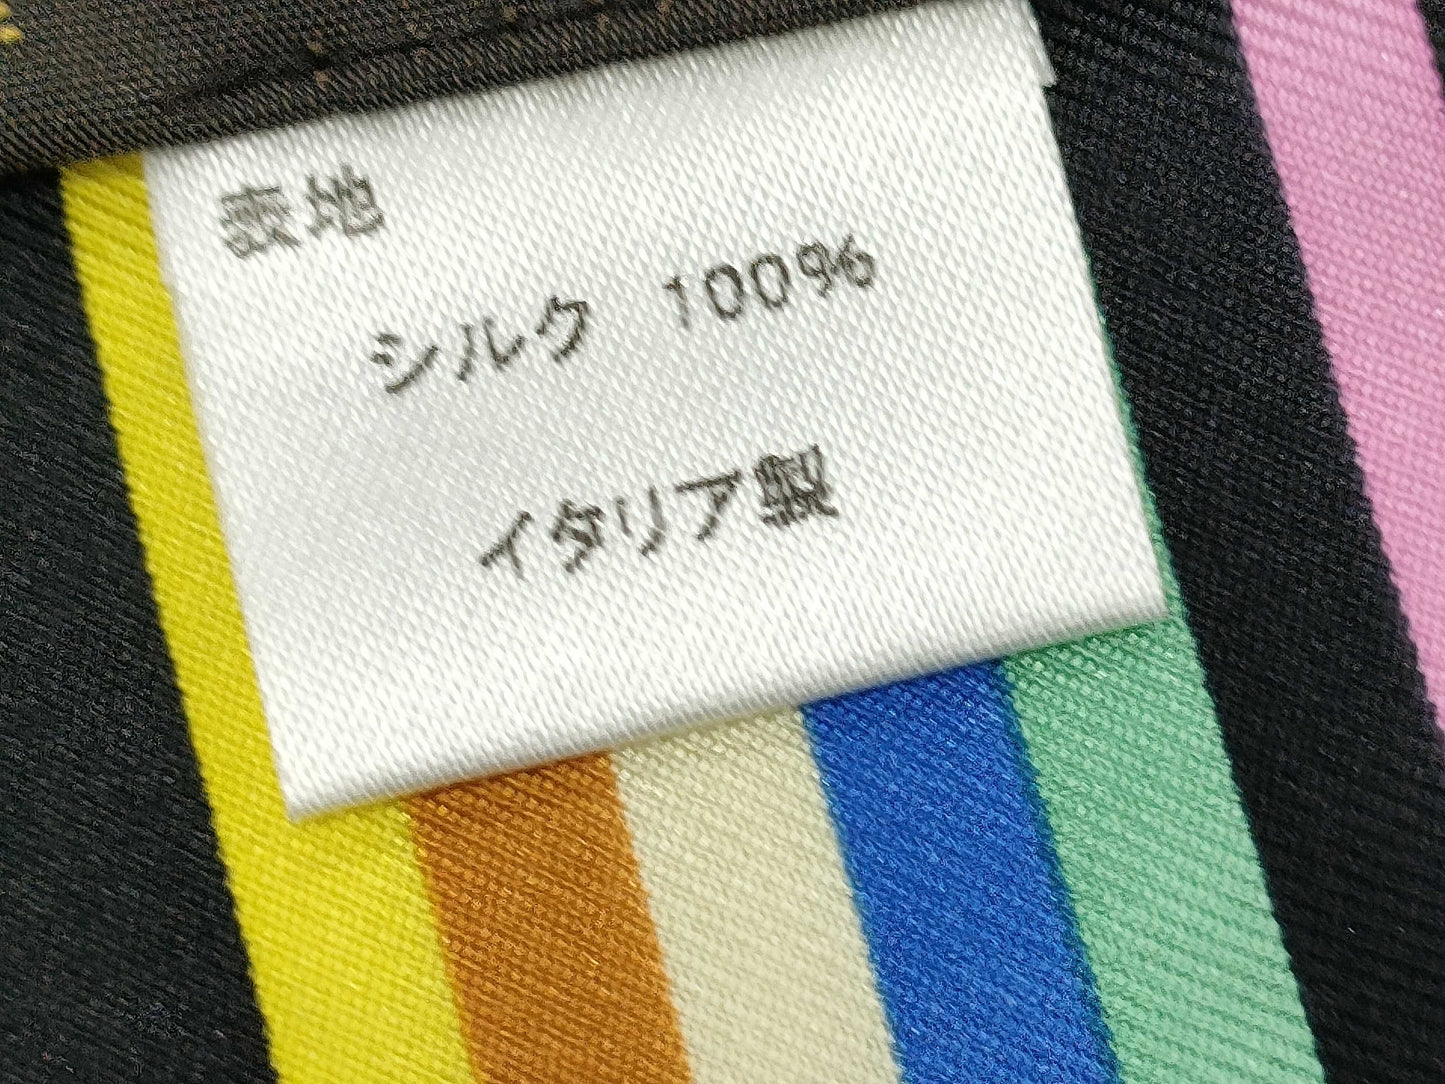 表地
シルク 100%
イタリア製